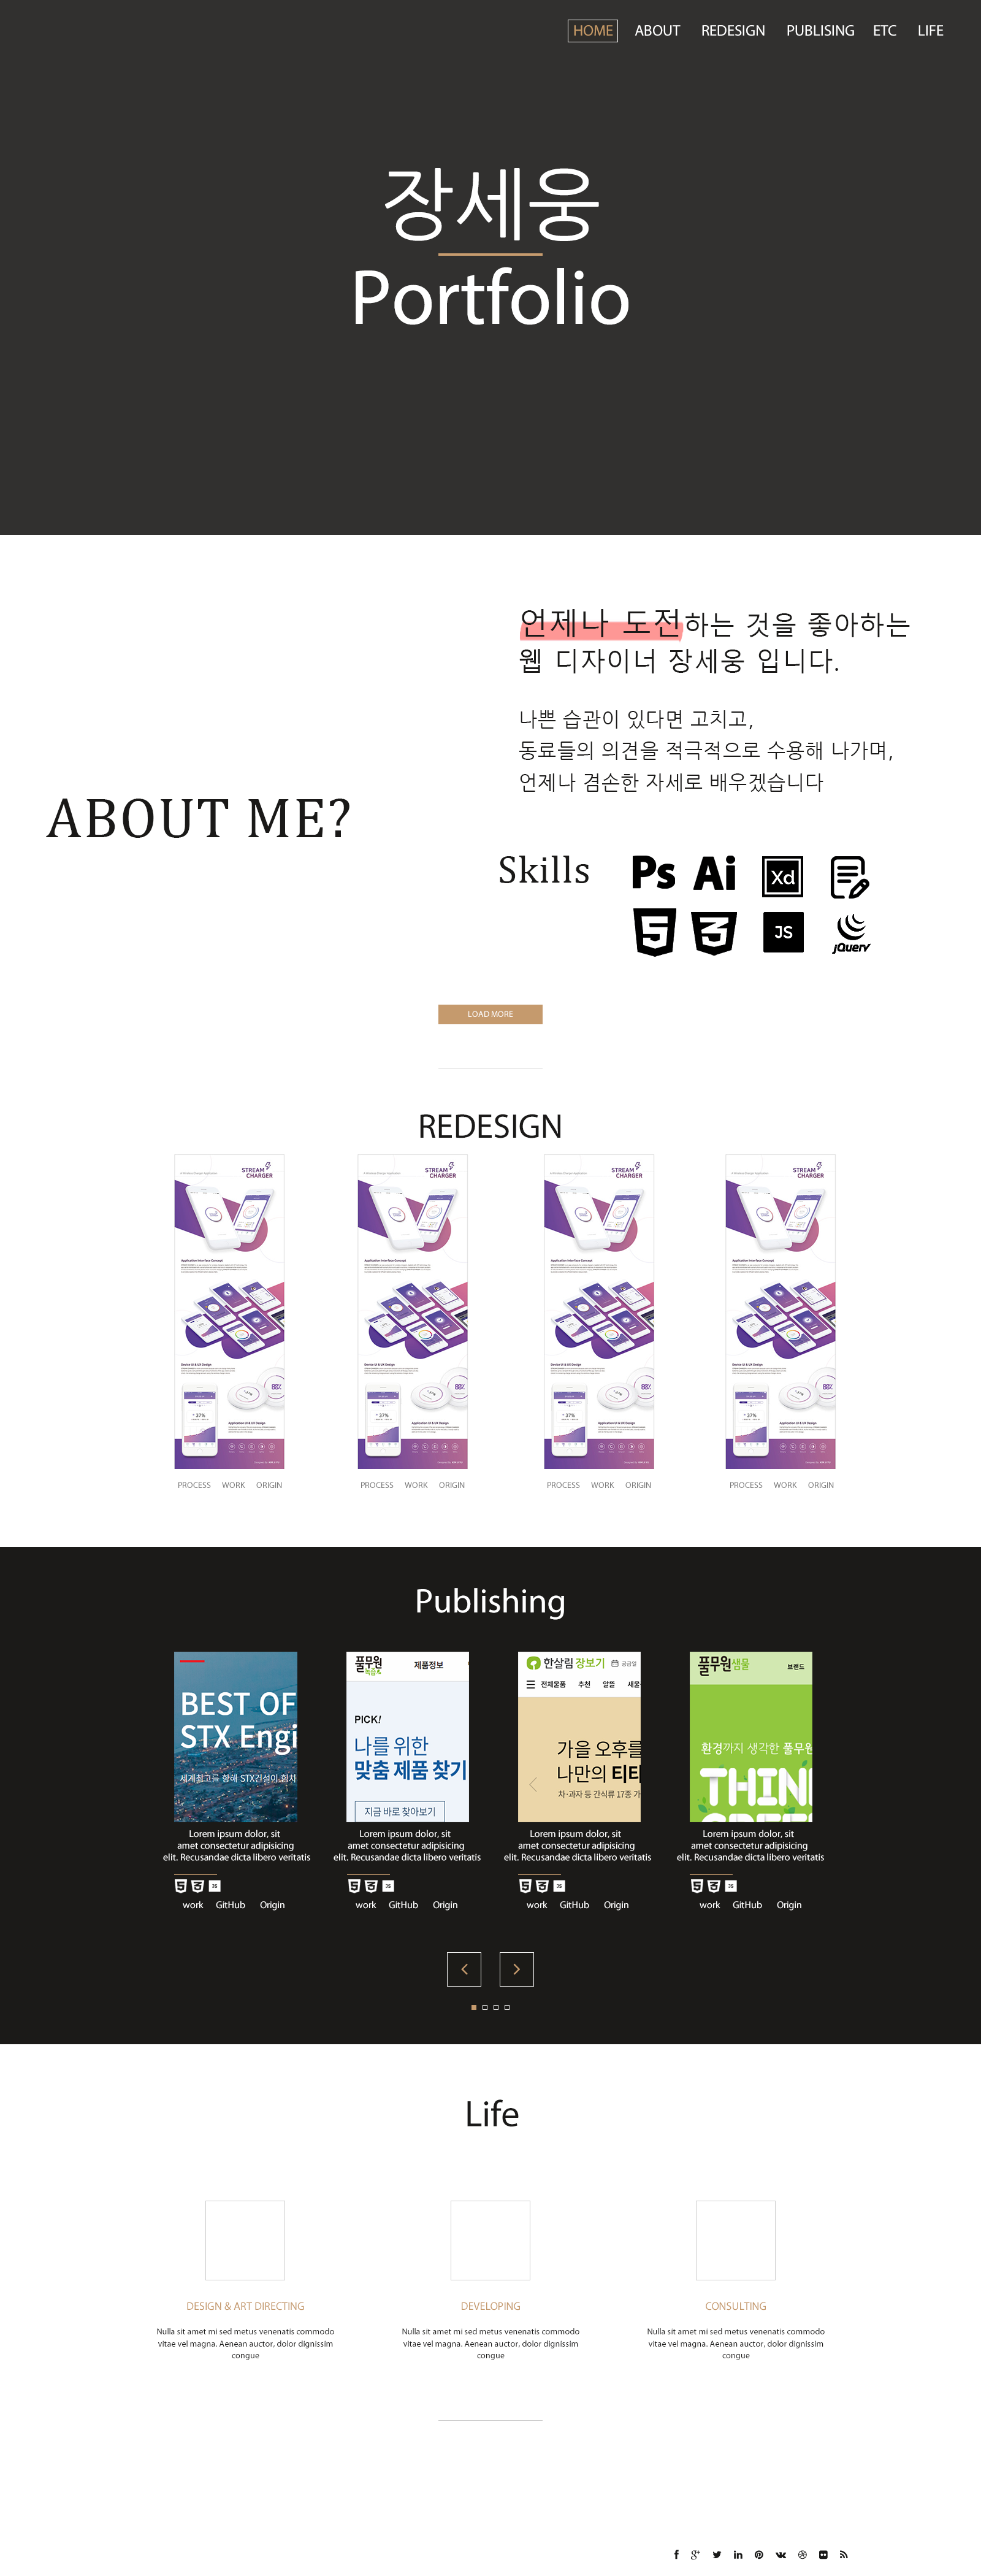 HOME ABOUT REDESIGN PUBLISING ETC LIFE
장세웅
Portfolio
언제나 도전하는 것을 좋아하는
웹 디자이너 장세웅 입니다.
나쁜 습관이 있다면 고치고,
동료들의 의견을 적극적으로 수용해 나가며,
언제나 겸손한 자세로 배우겠습니다
ABOUT ME?
Skills
Ps Ai Xd
JS jQuery
LOAD MORE
REDESIGN
STREAM CHARGER
STREAM CHARGER
STREAM CHARGER
STREAM CHARGER
PROCESS WORK ORIGIN
PROCESS WORK ORIGIN
PROCESS WORK ORIGIN
PROCESS WORK ORIGIN
Publishing
BEST OF
STX Engi
세계최고를 향해 STX건설이 힘차
Lorem ipsum dolor, sit
amet consectetur adipisicing
elit. Recusandae dicta libero veritatis
JS
work GitHub Origin
풀무원
녹즙
제품정보
PICK!
나를 위한
맞춤 제품 찾기
지금 바로 찾아보기
Lorem ipsum dolor, sit
amet consectetur adipisicing
elit. Recusandae dicta libero veritatis
JS
work GitHub Origin
한살림 장보기 공급일
전체물품 추천 알뜰 새물
가을 오후를
나만의 티타
차·과자 등 간식류 17종 가
Lorem ipsum dolor, sit
amet consectetur adipisicing
elit. Recusandae dicta libero veritatis
JS
work GitHub Origin
풀무원샘물 브랜드
환경까지 생각한 풀무원
THIN
Lorem ipsum dolor, sit
amet consectetur adipisicing
elit. Recusandae dicta libero veritatis
JS
work GitHub Origin
Life
DESIGN & ART DIRECTING
Nulla sit amet mi sed metus venenatis commodo
vitae vel magna. Aenean auctor, dolor dignissim
congue
DEVELOPING
Nulla sit amet mi sed metus venenatis commodo
vitae vel magna. Aenean auctor, dolor dignissim
congue
CONSULTING
Nulla sit amet mi sed metus venenatis commodo
vitae vel magna. Aenean auctor, dolor dignissim
congue